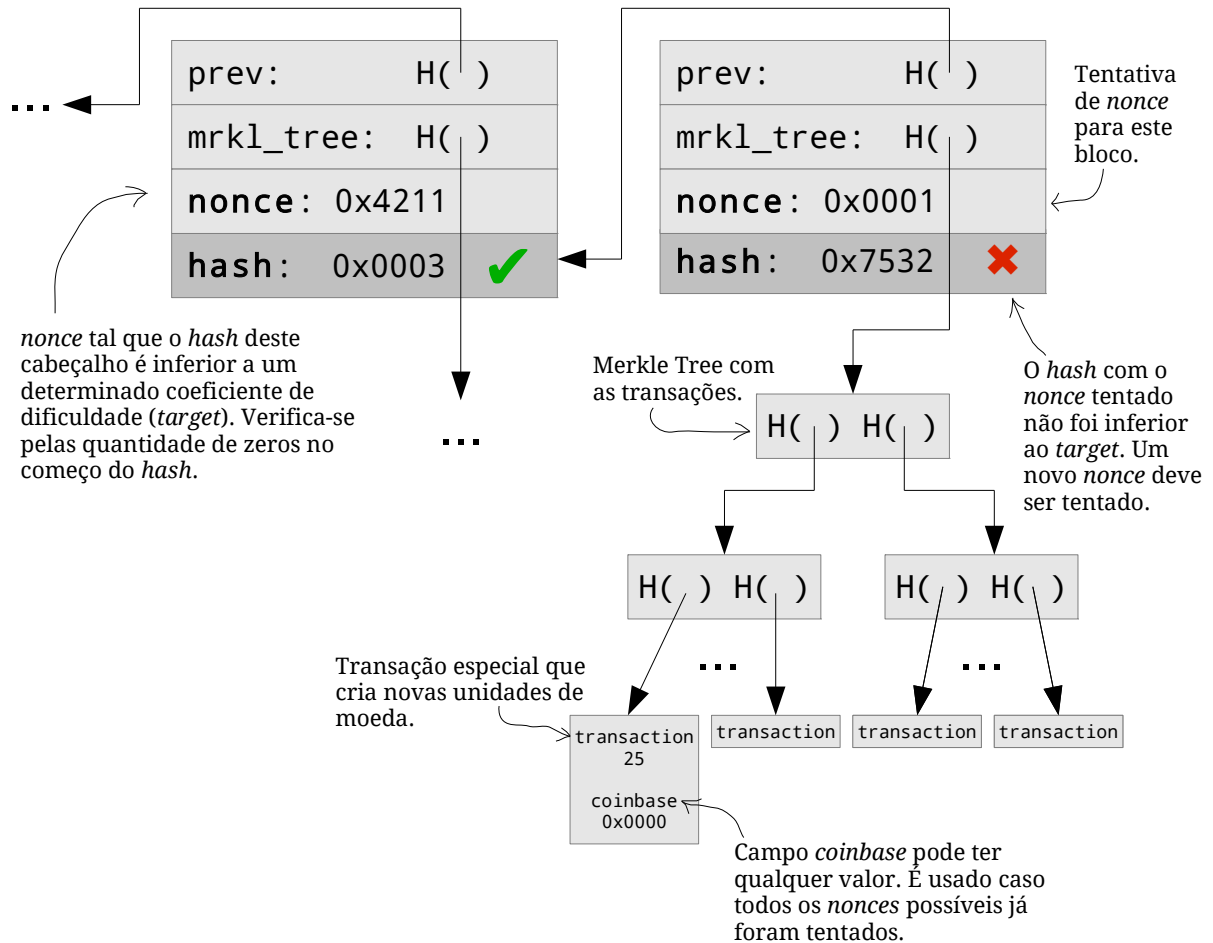 prev: H( )
mrkl_tree: H( )
nonce: 0x4211
hash: 0x0003 ✔
prev: H( )
mrkl_tree: H( )
nonce: 0x0001
hash: 0x7532 ✖
...
Tentativa
de nonce
para este
bloco.
nonce tal que o hash deste
cabeçalho é inferior a um
determinado coeficiente de
dificuldade (target). Verifica-se
pelas quantidade de zeros no
começo do hash.
...
Merkle Tree com
as transações.
O hash com o
nonce tentado
não foi inferior
ao target. Um
novo nonce deve
ser tentado.
H( ) H( )
H( ) H( )
H( ) H( )
...
...
Transação especial que
cria novas unidades de
moeda.
transaction
25
coinbase
0x0000
transaction
transaction
transaction
Campo coinbase pode ter
qualquer valor. É usado caso
todos os nonces possíveis já
foram tentados.